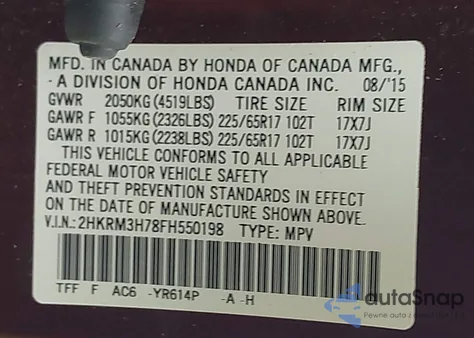 MFD. IN CANADA BY HONDA OF CANADA MFG.,
- A DIVISION OF HONDA CANADA INC. 08/'15
GVWR 2050KG (4519LBS) TIRE SIZE RIM SIZE
GAWR F 1055KG (2326LBS) 225/65R17 102T 17X7J
GAWR R 1015KG (2238LBS) 225/65R17 102T 17X7J
THIS VEHICLE CONFORMS TO ALL APPLICABLE
FEDERAL MOTOR VEHICLE SAFETY
AND THEFT PREVENTION STANDARDS IN EFFECT
ON THE DATE OF MANUFACTURE SHOWN ABOVE.
V.I.N.: 2HKRM3H78FH550198 TYPE: MPV
TFF F AC6 -YR614P -A -H
autaSnap
Pewne auta z